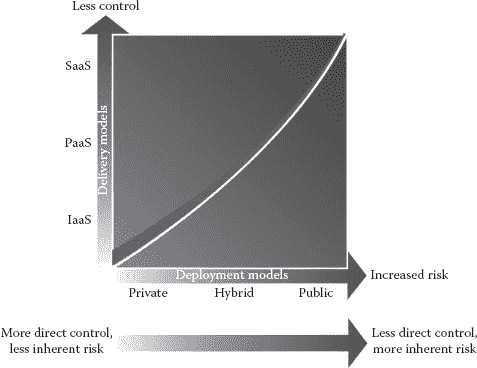 Less control
SaaS
PaaS
IaaS
Delivery models
Deployment models
Increased risk
Private
Hybrid
Public
More direct control,
less inherent risk
Less direct control,
more inherent risk